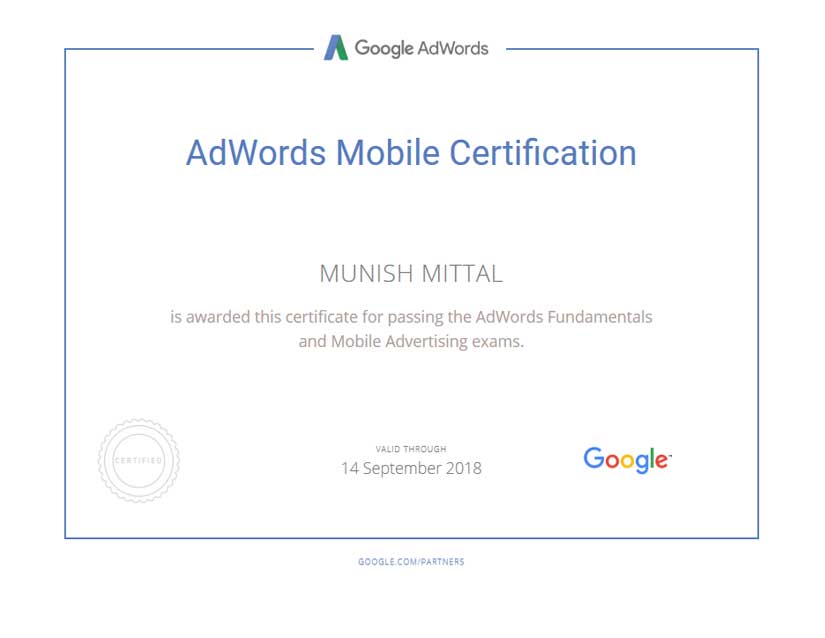 Google AdWords
AdWords Mobile Certification
MUNISH MITTAL
is awarded this certificate for passing the AdWords Fundamentals
and Mobile Advertising exams.
CERTIFIED
VALID THROUGH
14 September 2018
Google
GOOGLE.COM/PARTNERS